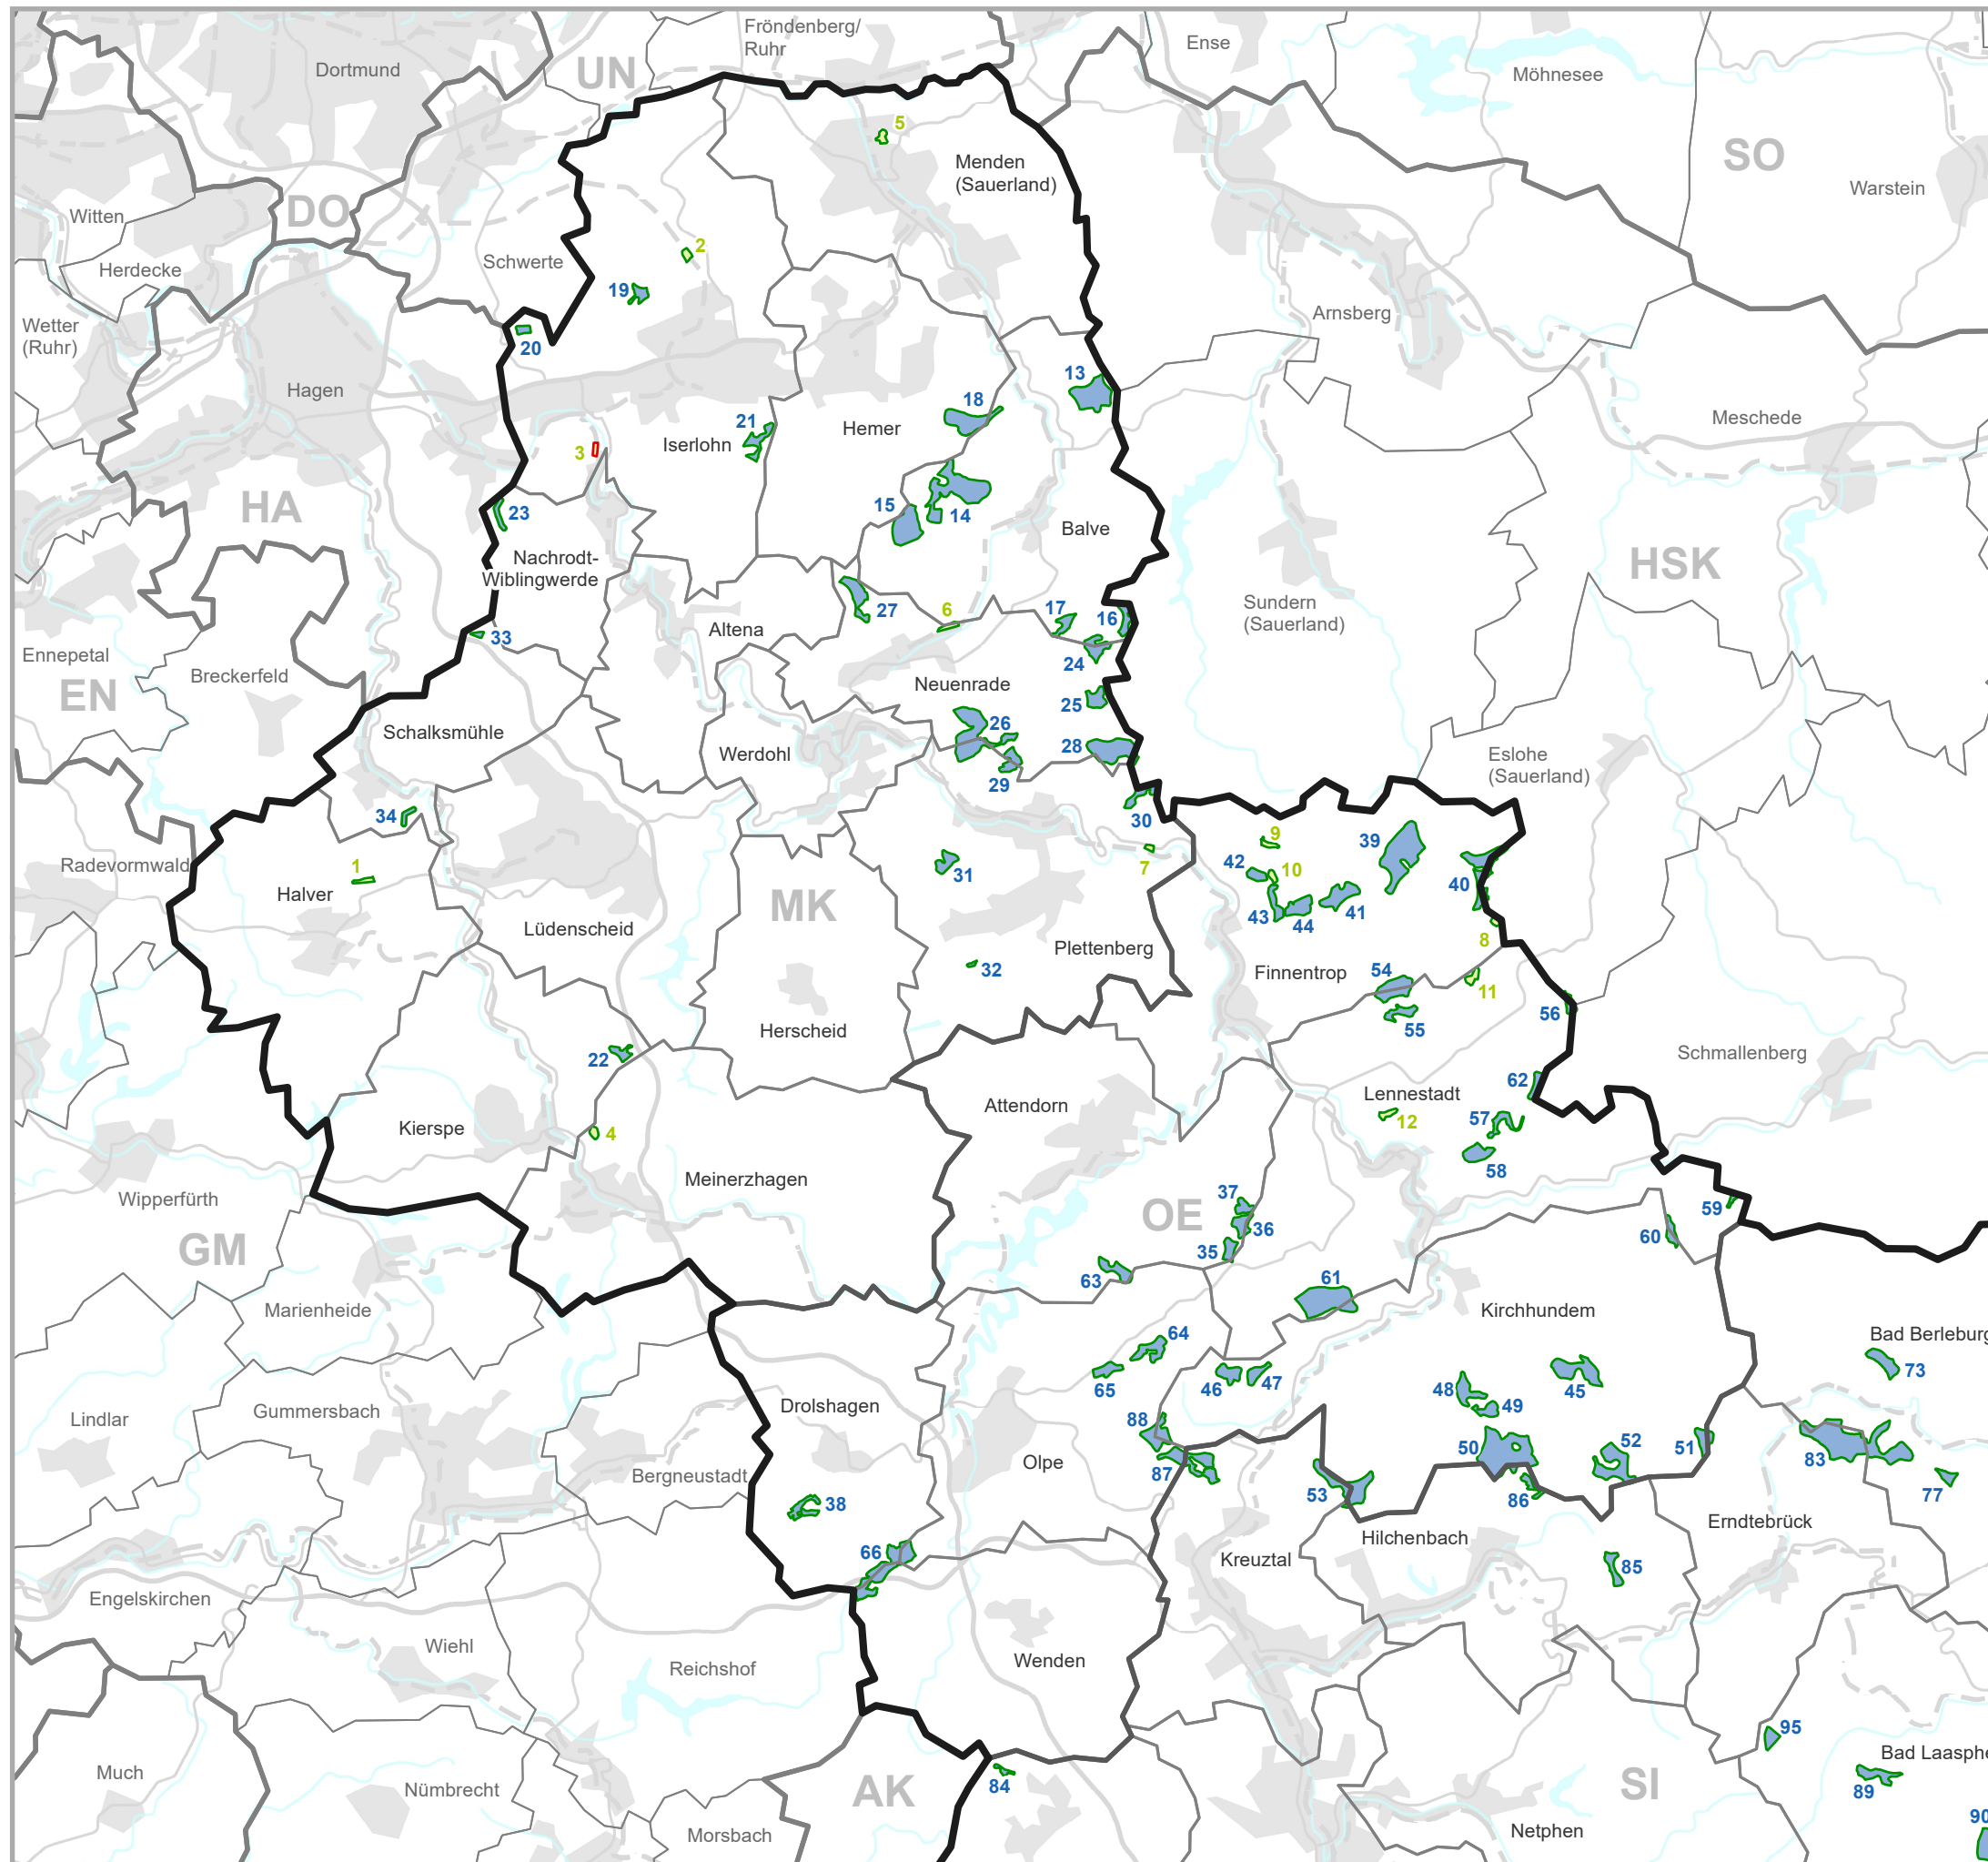 Fröndenberg/
Ruhr
Ense
Dortmund
UN
Möhnesee
5
Menden
(Sauerland)
SO
Warstein
Witten
DO
2
Schwerte
Herdecke
19
Arnsberg
Wetter
(Ruhr)
20
13
Hagen
18
Meschede
21
Hemer
Iserlohn
3
HA
15
14
23
Balve
Nachrodt-
Wiblingwerde
HSK
27
6
17
16
Sundern
(Sauerland)
Altena
33
Ennepetal
24
Breckerfeld
EN
Neuenrade
25
26
Schalksmühle
28
Werdohl
Eslohe
(Sauerland)
29
34
30
9
39
42
10
7
Radevormwald
1
31
40
Halver
MK
43
44
41
Lüdenscheid
8
Plettenberg
32
Finnentrop
54
11
55
56
Herscheid
22
Schmallenberg
62
Lennestadt
Attendorn
57
12
Kierspe
4
58
Meinerzhagen
37
Wipperfürth
OE
36
59
GM
60
35
63
61
Marienheide
Kirchhundem
64
Bad Berleburg
73
65
46
47
48
45
49
Drolshagen
Gummersbach
Lindlar
88
50
52
51
83
Olpe
87
Bergneustadt
53
86
77
38
Erndtebrück
Hilchenbach
66
Kreuztal
85
Engelskirchen
Wiehl
Wenden
Reichshof
95
Bad Laasphe
Much
84
AK
SI
89
Nümbrecht
90
Morsbach
Netphen